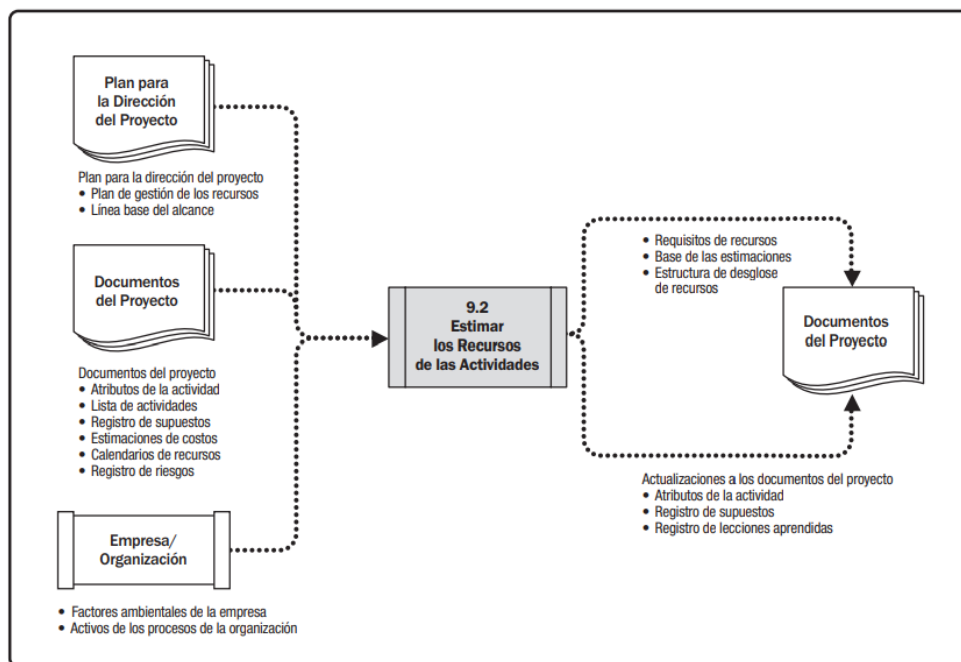 Plan para
la Dirección
del Proyecto
Plan para la dirección del proyecto
• Plan de gestión de los recursos
• Línea base del alcance
Documentos
del Proyecto
Documentos del proyecto
• Atributos de la actividad
• Lista de actividades
• Registro de supuestos
• Estimaciones de costos
• Calendarios de recursos
• Registro de riesgos
Empresa/
Organización
• Factores ambientales de la empresa
• Activos de los procesos de la organización
9.2
Estimar
los Recursos
de las Actividades
• Requisitos de recursos
• Base de las estimaciones
• Estructura de desglose
de recursos
Documentos
del Proyecto
Actualizaciones a los documentos del proyecto
• Atributos de la actividad
• Registro de supuestos
• Registro de lecciones aprendidas